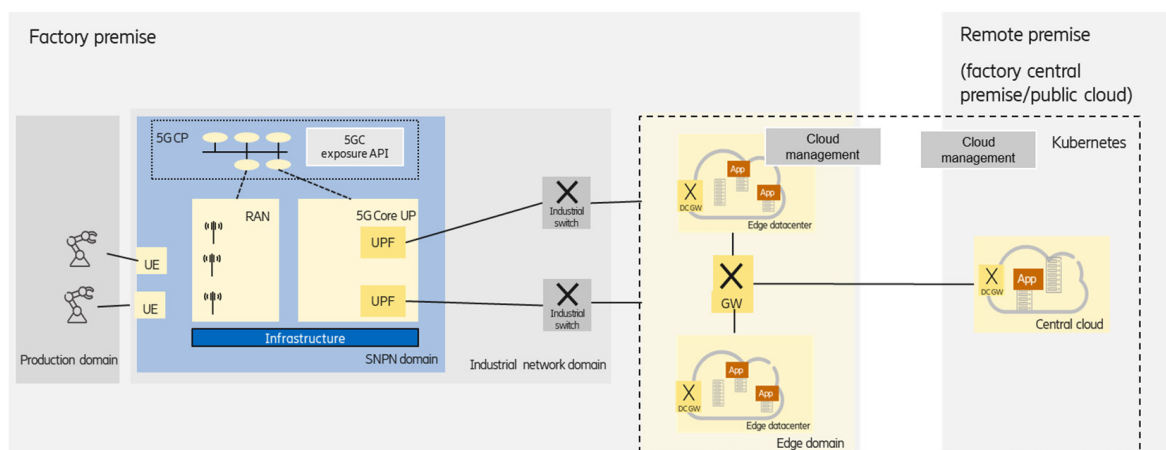 Factory premise
Remote premise
(factory central
premise/public cloud)
5G CP
5GC
exposure API
Cloud
management
Cloud
management
Kubernetes
RAN
5G Core UP
UPF
UPF
UE
UE
Infrastructure
SNPN domain
Production domain
Industrial network domain
Industrial
switch
Industrial
switch
App
App
DC GW
Edge datacenter
GW
App
App
DC GW
Edge datacenter
Edge domain
DC GW
App
Central cloud